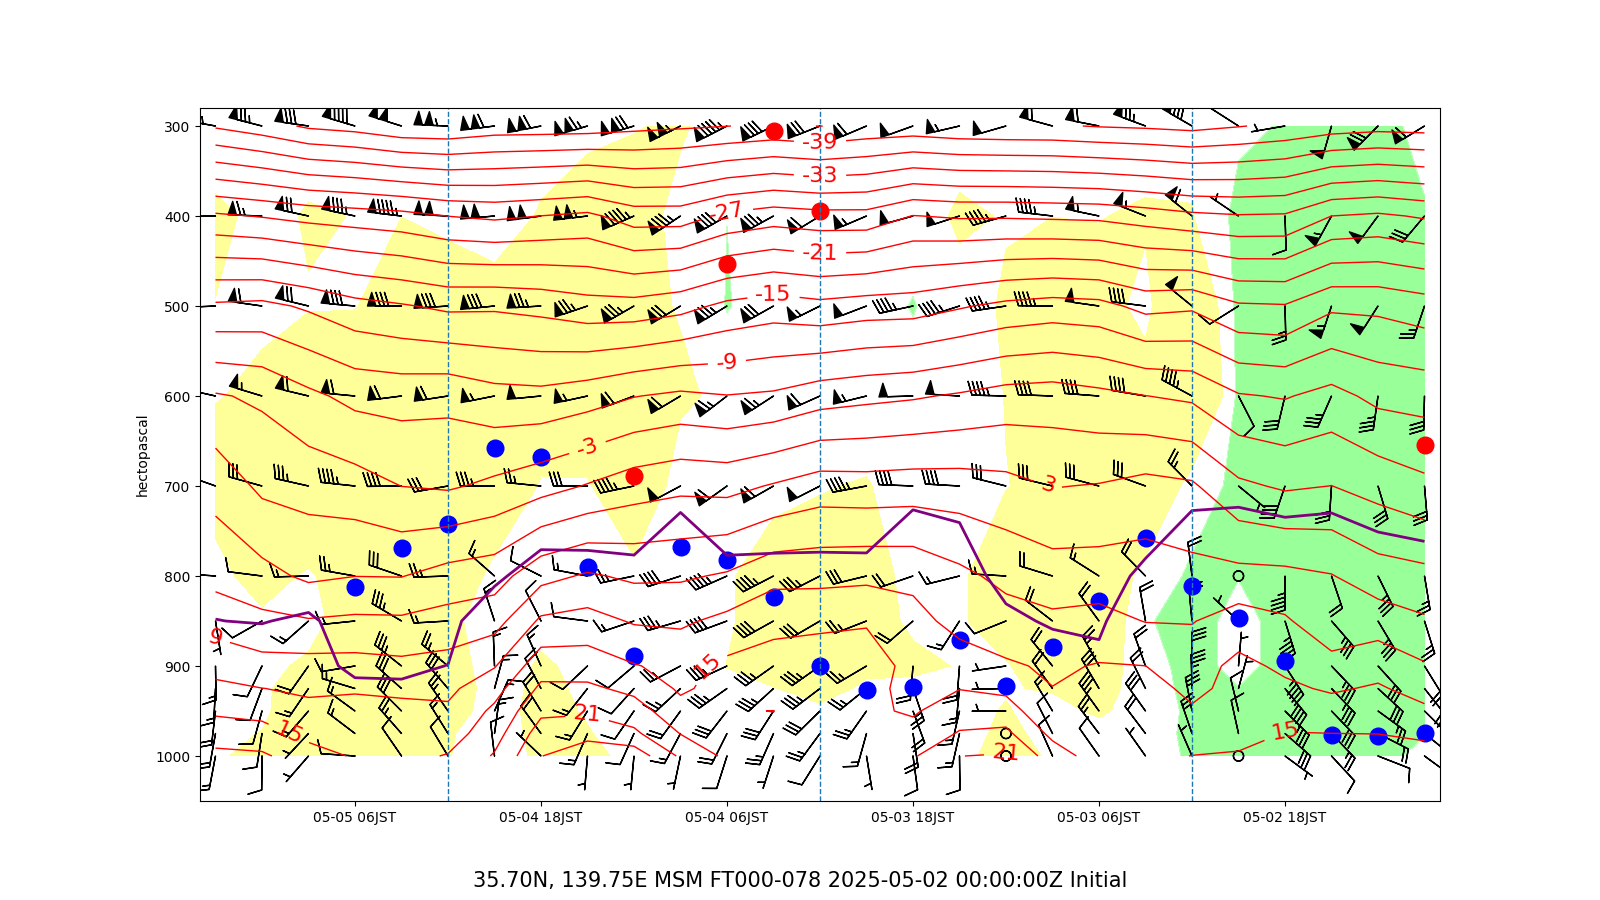 300
400
500
600
700
800
900
1000
hectopascal
-39
-33
-27
-21
-15
-9
-3
3
9
15
15
21
21
15
05-05 06JST
05-04 18JST
05-04 06JST
05-03 18JST
05-03 06JST
05-02 18JST
35.70N, 139.75E MSM FT000-078 2025-05-02 00:00:00Z Initial